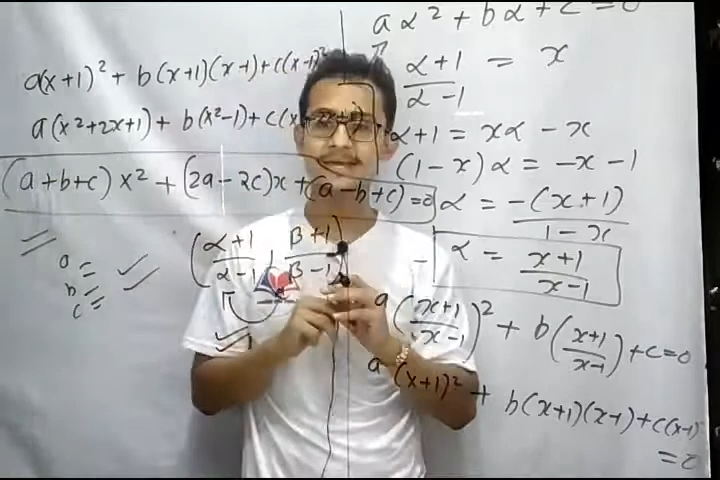 a(x+1)² + b(x+1)(x-1)+c(x-1)²
a(x²+2x+1) + b(x²-1)+c(x
(a+b+c) x² + (2a-2c)x + (a-b+c) = 0
(α+1/α-1, β+1/β-1)
a =
b =
c =
aα² + bα + c = 0
α+1/α-1 = x
α+1 = xα - x
(1-x)α = -x-1
α = -(x+1)/1-x
α = x+1/x-1
a(x+1/x-1)² + b(x+1/x-1)+c=0
a(x+1)² + b(x+1)(x-1)+c(x-1)
=